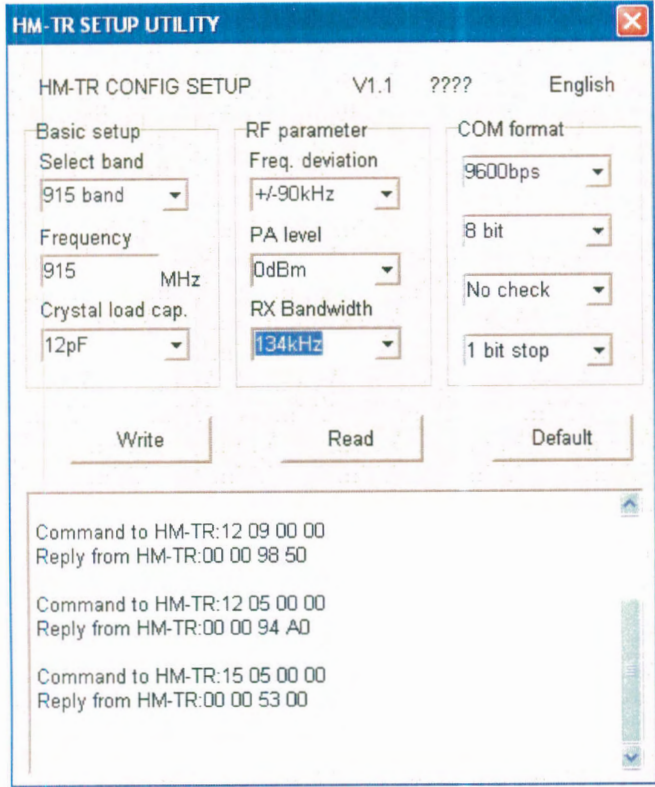 HM-TR SETUP UTILITY
HM-TR CONFIG SETUP V1.1 ???? English
Basic setup
Select band
915 band
Frequency
915 MHz
Crystal load cap.
12pF
RF parameter
Freq. deviation
+/-90kHz
PA level
0dBm
RX Bandwidth
134kHz
COM format
9600bps
8 bit
No check
1 bit stop
Write Read Default
Command to HM-TR:12 09 00 00
Reply from HM-TR:00 00 98 50
Command to HM-TR:12 05 00 00
Reply from HM-TR:00 00 94 A0
Command to HM-TR:15 05 00 00
Reply from HM-TR:00 00 53 00